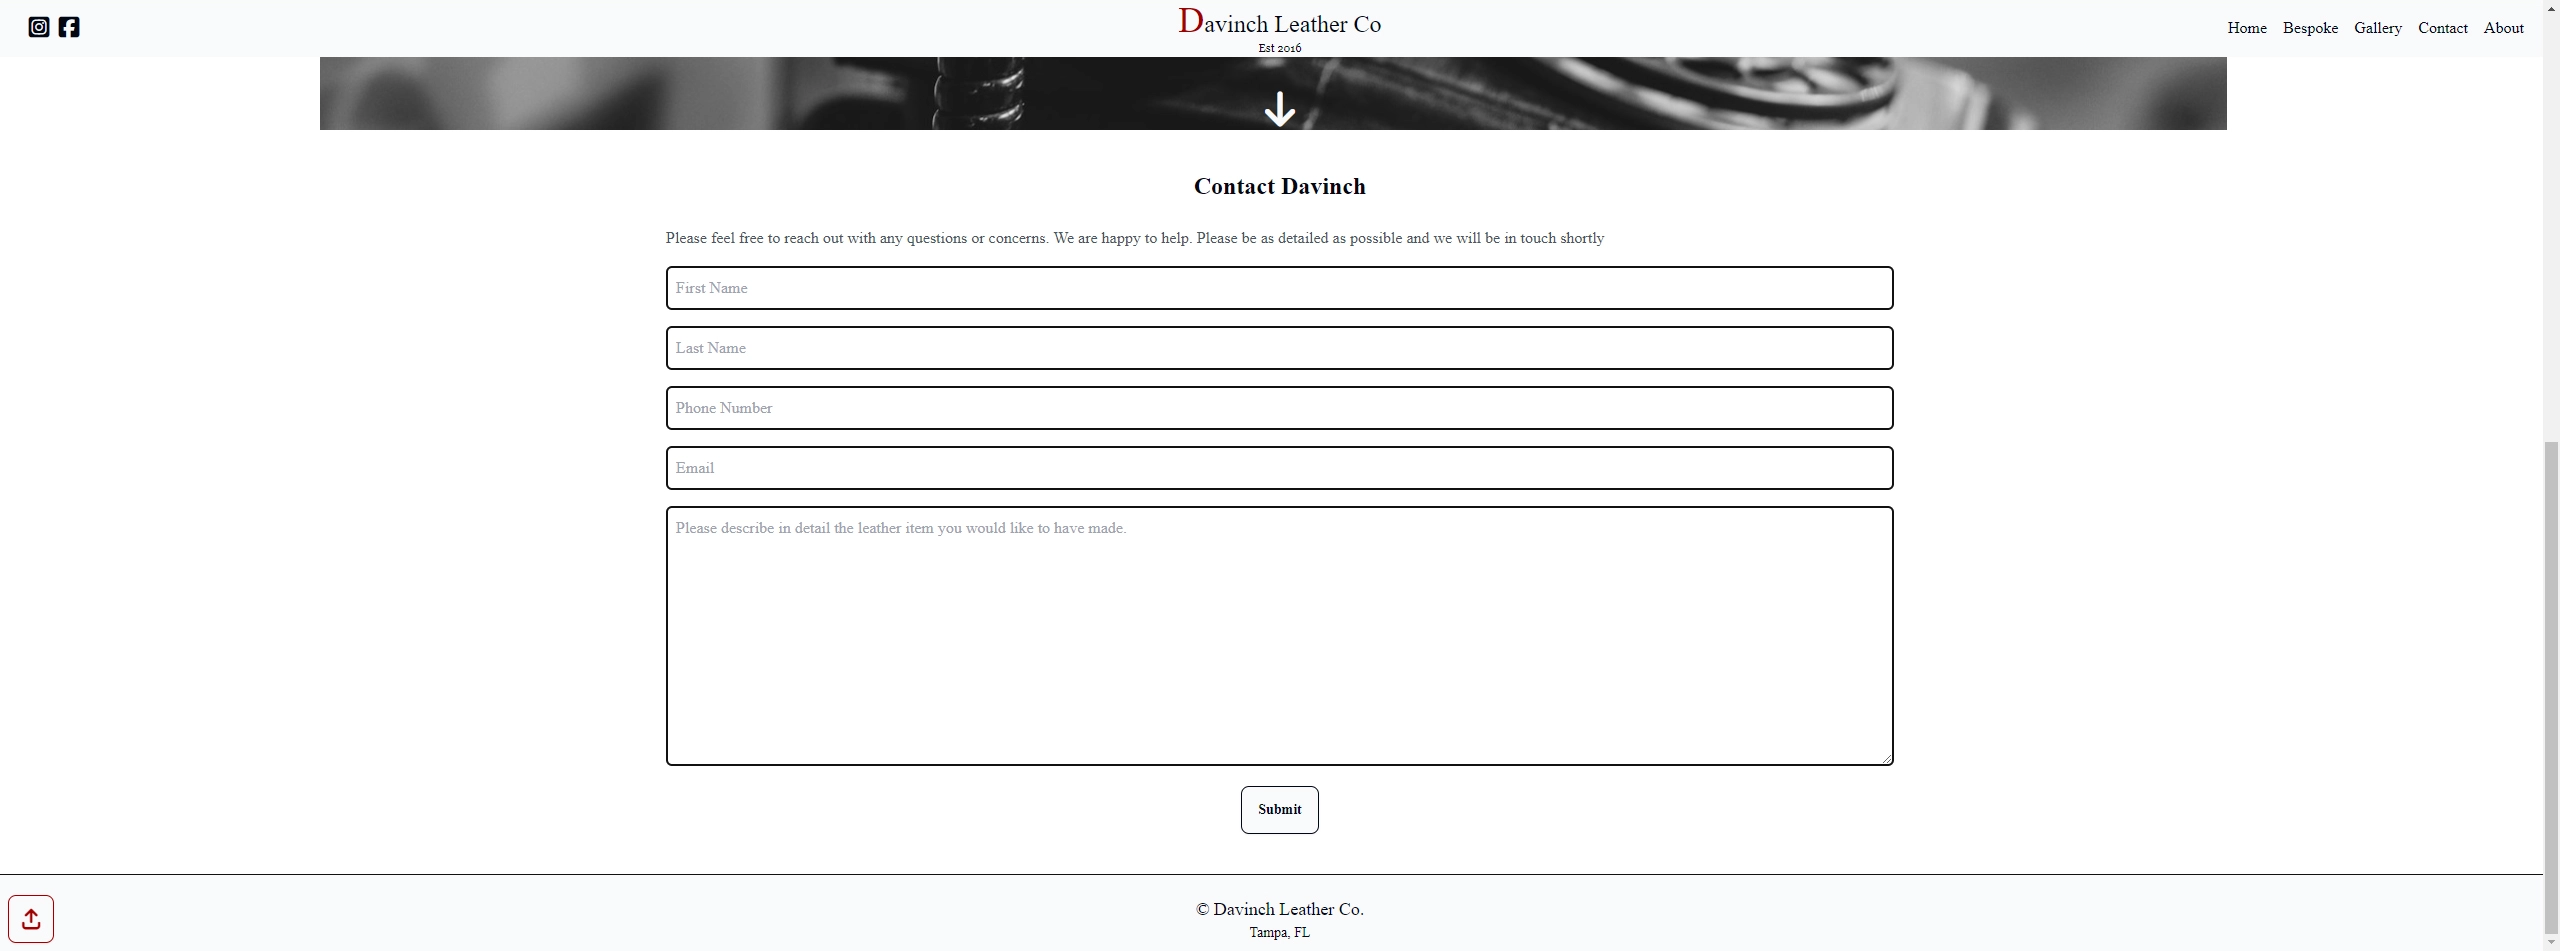 Davinch Leather Co
Est 2016
Home Bespoke Gallery Contact About
Contact Davinch
Please feel free to reach out with any questions or concerns. We are happy to help. Please be as detailed as possible and we will be in touch shortly
First Name
Last Name
Phone Number
Email
Please describe in detail the leather item you would like to have made.
Submit
© Davinch Leather Co.
Tampa, FL